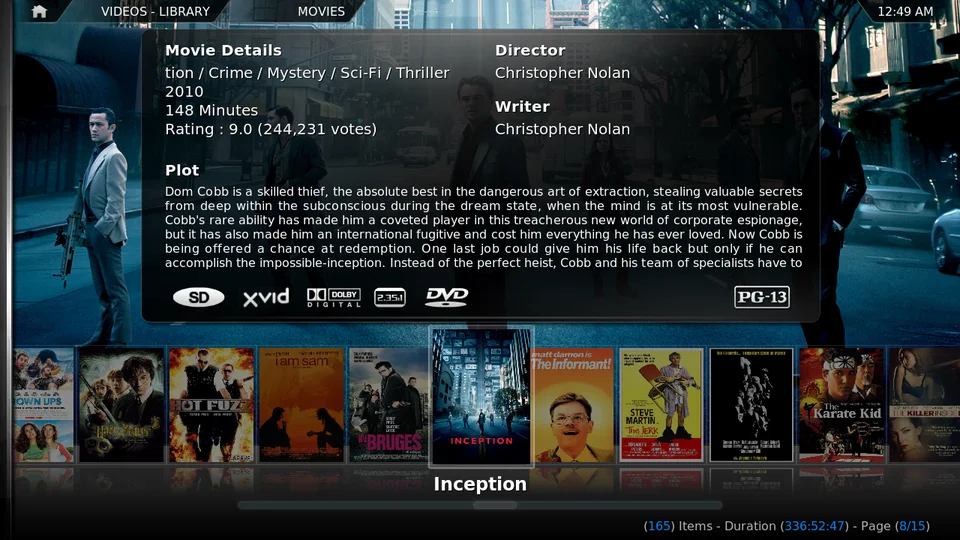 VIDEOS - LIBRARY
MOVIES
12:49 AM
Movie Details
tion / Crime / Mystery / Sci-Fi / Thriller
2010
148 Minutes
Rating : 9.0 (244,231 votes)
Director
Christopher Nolan
Writer
Christopher Nolan
Plot
Dom Cobb is a skilled thief, the absolute best in the dangerous art of extraction, stealing valuable secrets
from deep within the subconscious during the dream state, when the mind is at its most vulnerable.
Cobb's rare ability has made him a coveted player in this treacherous new world of corporate espionage,
but it has also made him an international fugitive and cost him everything he has ever loved. Now Cobb is
being offered a chance at redemption. One last job could give him his life back but only if he can
accomplish the impossible-inception. Instead of the perfect heist, Cobb and his team of specialists have to
SD
xvid
DOLBY
DIGITAL
2.35:1
DVD
PG-13
OWN UPS
Harry Potter
OT FUZZ
i am sam
IN BRUGES
INCEPTION
matt damon is
The Informant!
STEVE
MARTIN
The JERK
The
Karate Kid
THE KILLER INS
Inception
(165) Items - Duration (336:52:47) - Page (8/15)